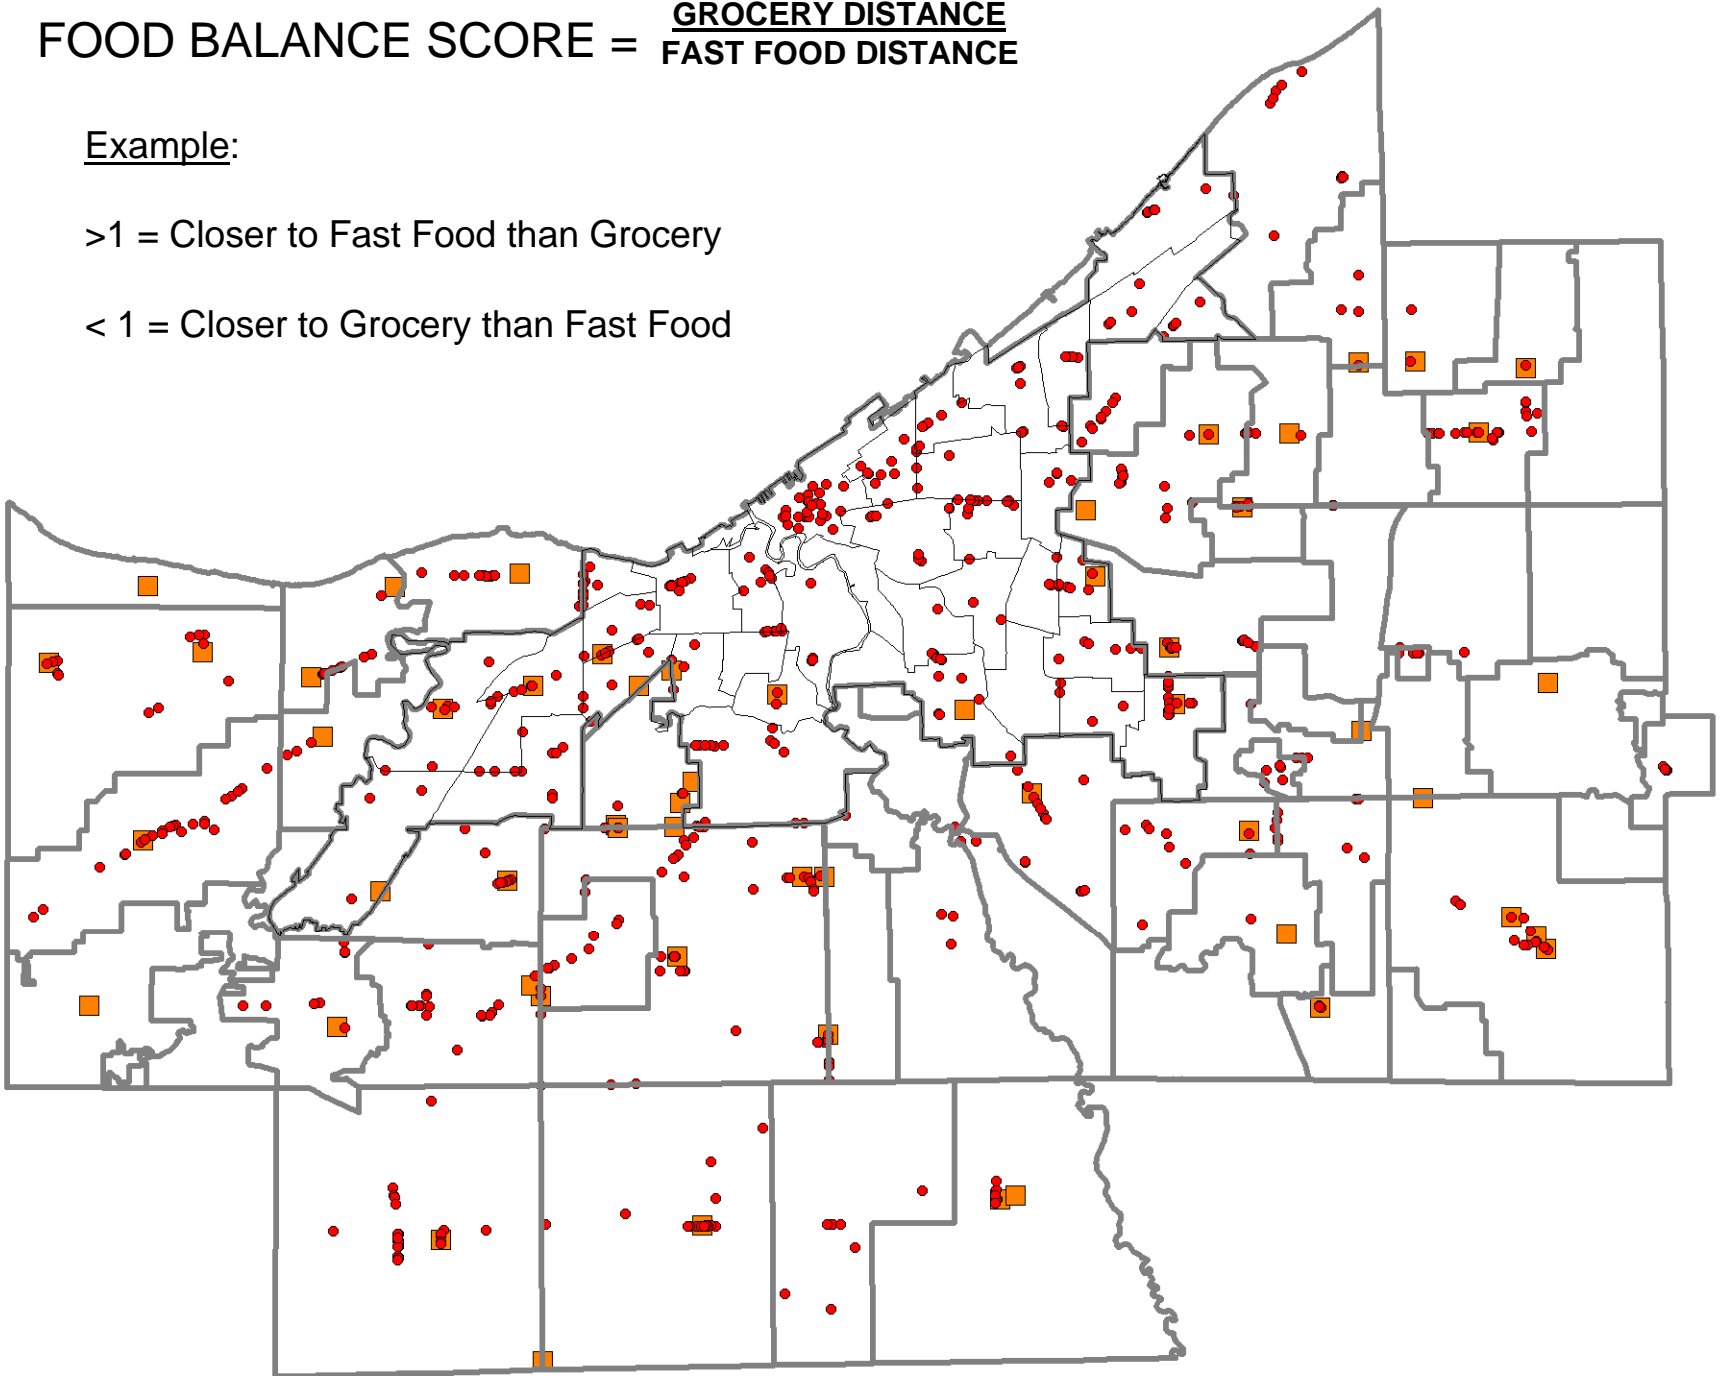 FOOD BALANCE SCORE = GROCERY DISTANCE
FAST FOOD DISTANCE
Example:
>1 = Closer to Fast Food than Grocery
< 1 = Closer to Grocery than Fast Food